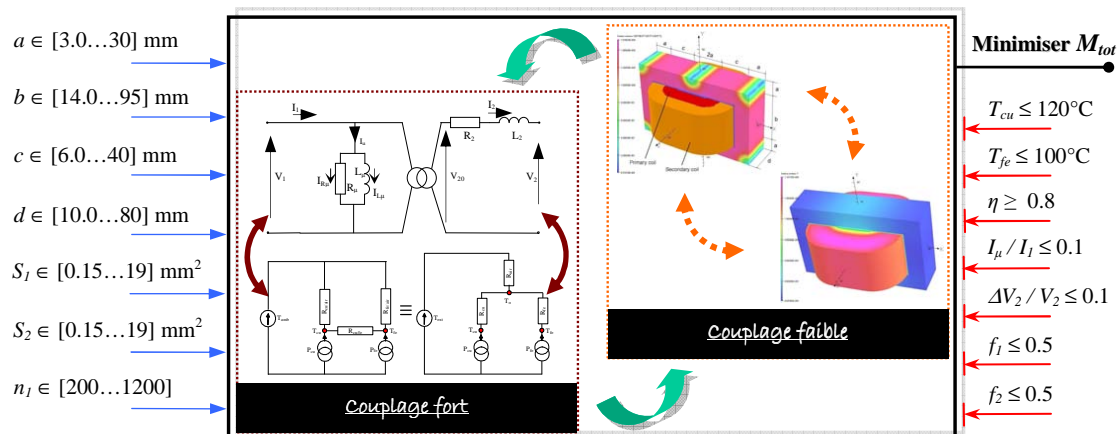 a ∈ [3.0…30] mm
b ∈ [14.0…95] mm
c ∈ [6.0…40] mm
d ∈ [10.0…80] mm
S1 ∈ [0.15…19] mm²
S2 ∈ [0.15…19] mm²
n1 ∈ [200…1200]
I1
I2
R2
L2
Rμ
Lμ
IRμ
ILμ
V1
V20
V2
≡
Couplage fort
a
c
2a
c
a
Primary coil
Secondary coil
Couplage faible
Minimiser Mtot
Tcu ≤ 120°C
Tfe ≤ 100°C
η ≥ 0.8
Iμ / I1 ≤ 0.1
ΔV2 / V2 ≤ 0.1
f1 ≤ 0.5
f2 ≤ 0.5